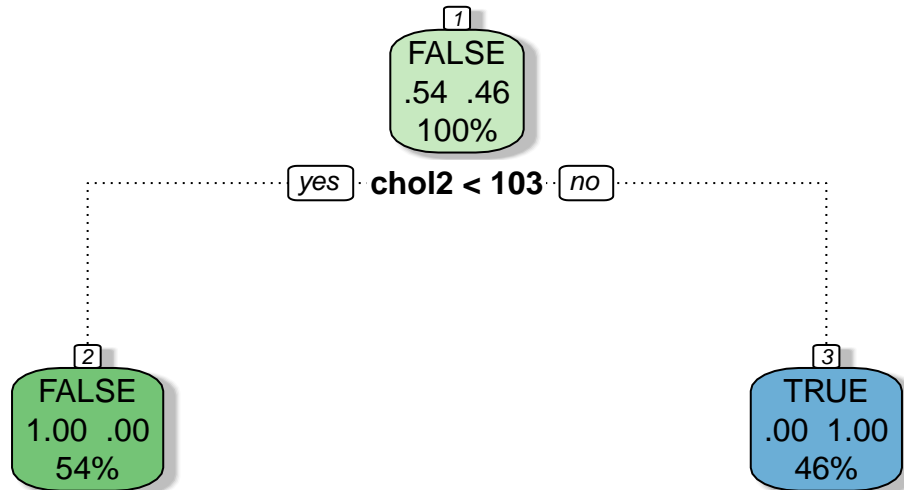 1
FALSE
.54 .46
100%
yes chol2 < 103 no
2
FALSE
1.00 .00
54%
3
TRUE
.00 1.00
46%